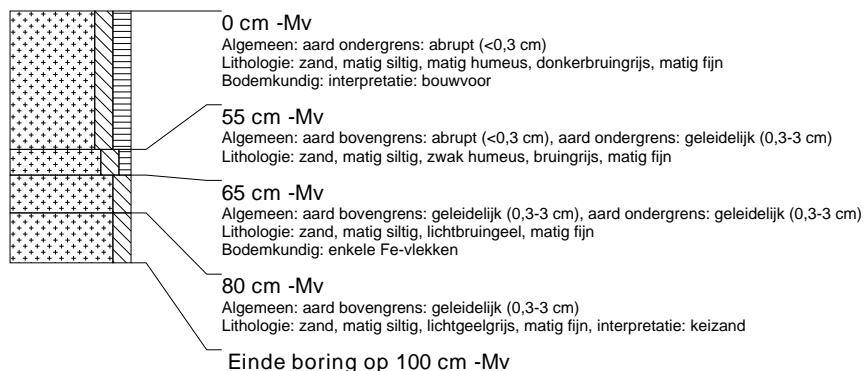 0 cm -Mv
Algemeen: aard ondergrens: abrupt (<0,3 cm)
Lithologie: zand, matig siltig, matig humeus, donkerbruingrijs, matig fijn
Bodemkundig: interpretatie: bouwvoor
55 cm -Mv
Algemeen: aard bovengrens: abrupt (<0,3 cm), aard ondergrens: geleidelijk (0,3-3 cm)
Lithologie: zand, matig siltig, zwak humeus, bruingrijs, matig fijn
65 cm -Mv
Algemeen: aard bovengrens: geleidelijk (0,3-3 cm), aard ondergrens: geleidelijk (0,3-3 cm)
Lithologie: zand, matig siltig, lichtbruingeel, matig fijn
Bodemkundig: enkele Fe-vlekken
80 cm -Mv
Algemeen: aard bovengrens: geleidelijk (0,3-3 cm)
Lithologie: zand, matig siltig, lichtgeelgrijs, matig fijn, interpretatie: keizand
Einde boring op 100 cm -Mv